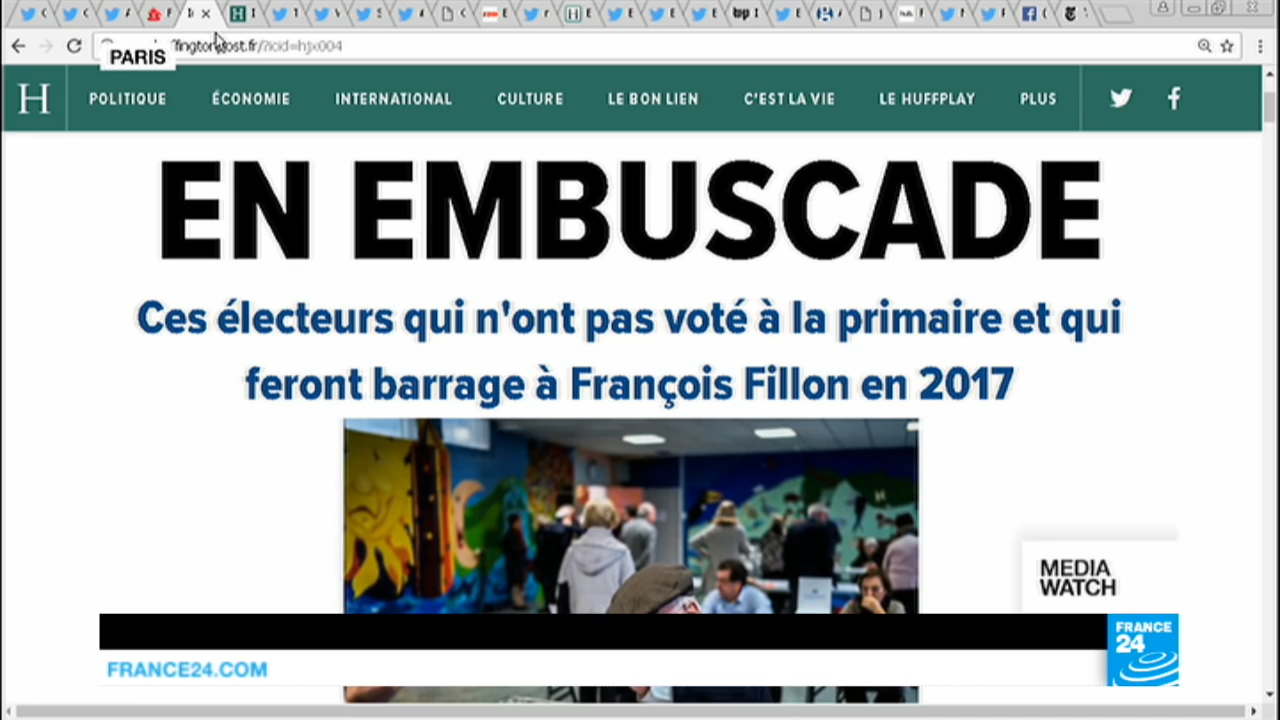 PARIS
H
POLITIQUE ÉCONOMIE INTERNATIONAL CULTURE LE BON LIEN C'EST LA VIE LE HUFFPLAY PLUS
EN EMBUSCADE
Ces électeurs qui n'ont pas voté à la primaire et qui
feront barrage à François Fillon en 2017
MEDIA
WATCH
FRANCE
24
FRANCE24.COM